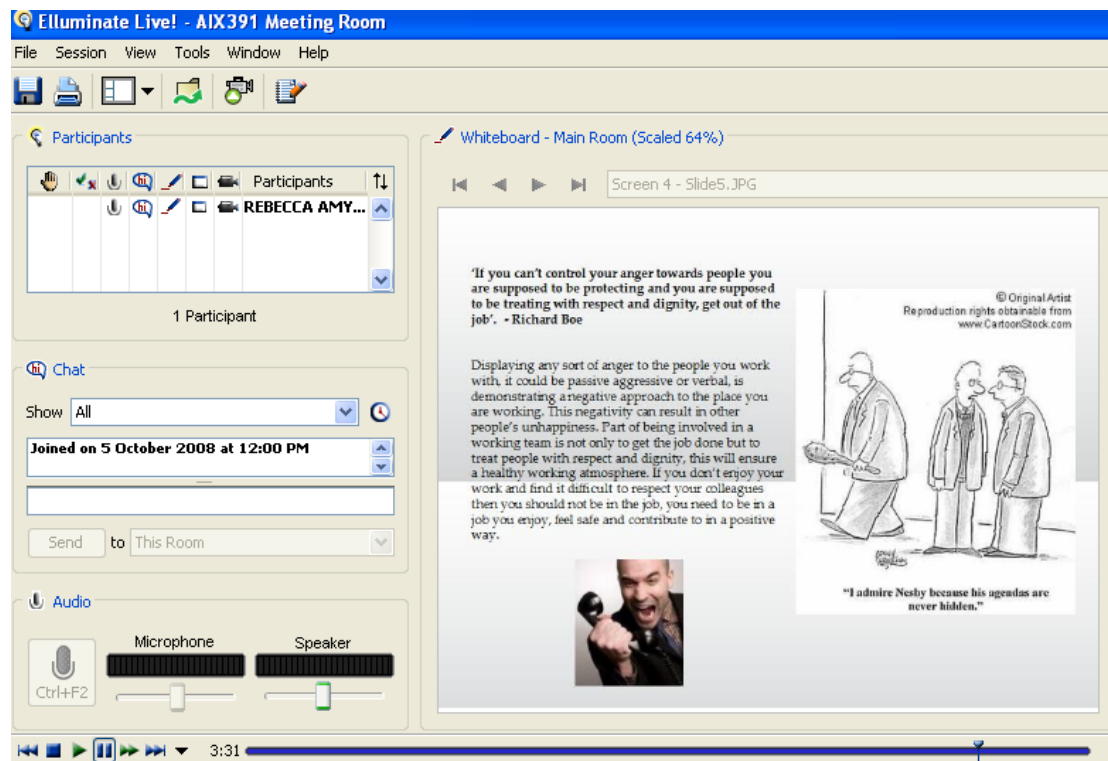 Elluminate Live! - AIX391 Meeting Room
File Session View Tools Window Help
Participants
Participants
REBECCA AMY...
1 Participant
Chat
Show All
Joined on 5 October 2008 at 12:00 PM
Send to This Room
Audio
Microphone Speaker
Ctrl+F2
Whiteboard - Main Room (Scaled 64%)
Screen 4 - Slide5.JPG
'If you can't control your anger towards people you
are supposed to be protecting and you are supposed
to be treating with respect and dignity, get out of the
job'. - Richard Boe
Displaying any sort of anger to the people you work
with, it could be passive aggressive or verbal, is
demonstrating a negative approach to the place you
are working. This negativity can result in other
people's unhappiness. Part of being involved in a
working team is not only to get the job done but to
treat people with respect and dignity, this will ensure
a healthy working atmosphere. If you don't enjoy your
work and find it difficult to respect your colleagues
then you should not be in the job, you need to be in a
job you enjoy, feel safe and contribute to in a positive
way.
© Original Artist
Reproduction rights obtainable from
www.CartoonStock.com
"I admire Nesby because his agendas are
never hidden."
3:31